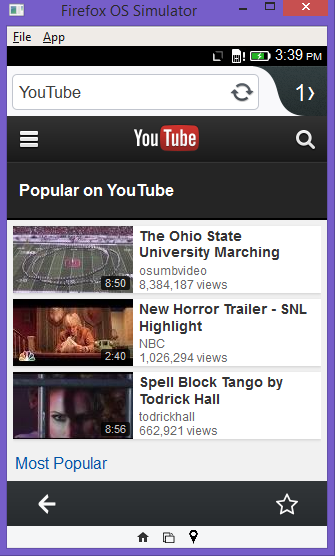 Firefox OS Simulator
File App
3:39 PM
YouTube
1
YouTube
Popular on YouTube
The Ohio State
University Marching
osumbvideo
8:50
8,384,187 views
New Horror Trailer - SNL
Highlight
NBC
2:40
1,026,294 views
Spell Block Tango by
Todrick Hall
todrickhall
8:56
662,921 views
Most Popular